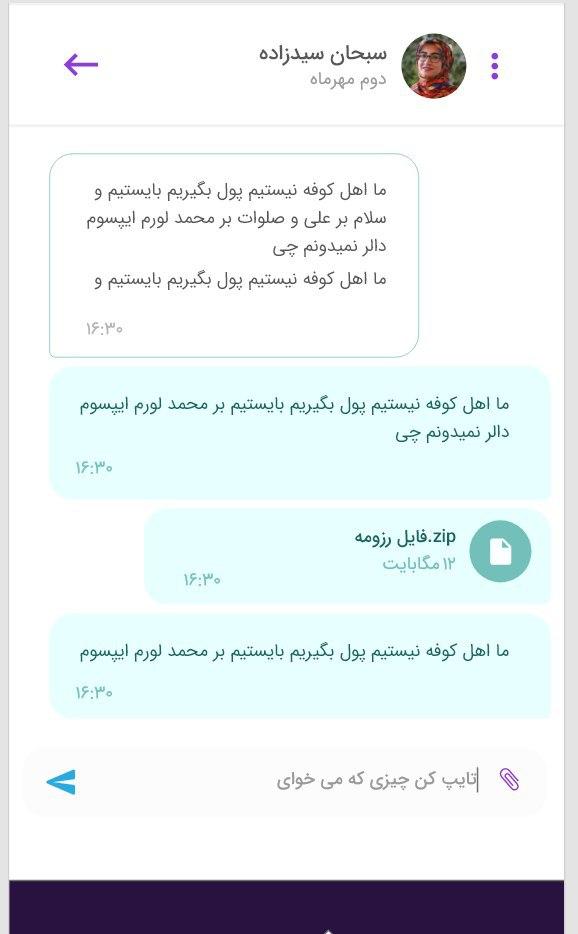 سبحان سیدزاده
دوم مهرماه
ما اهل کوفه نیستیم پول بگیریم بایستیم و
سلام بر علی و صلوات بر محمد لورم ایپسوم
دالر نمیدونم چی
ما اهل کوفه نیستیم پول بگیریم بایستیم و
۱۶:۳۰
ما اهل کوفه نیستیم پول بگیریم بایستیم بر محمد لورم ایپسوم
دالر نمیدونم چی
۱۶:۳۰
فایل رزومه.zip
۱۲ مگابایت
۱۶:۳۰
ما اهل کوفه نیستیم پول بگیریم بایستیم بر محمد لورم ایپسوم
۱۶:۳۰
تایپ کن چیزی که می خوای